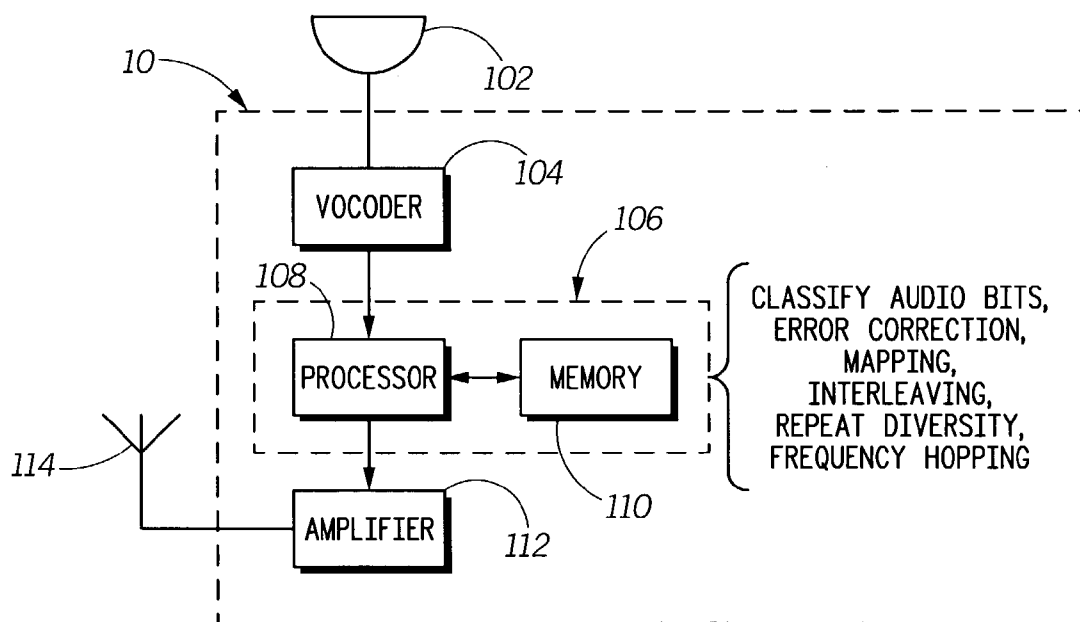 10
102
VOCODER
104
106
108
PROCESSOR
MEMORY
110
CLASSIFY AUDIO BITS,
ERROR CORRECTION,
MAPPING,
INTERLEAVING,
REPEAT DIVERSITY,
FREQUENCY HOPPING
114
AMPLIFIER
112